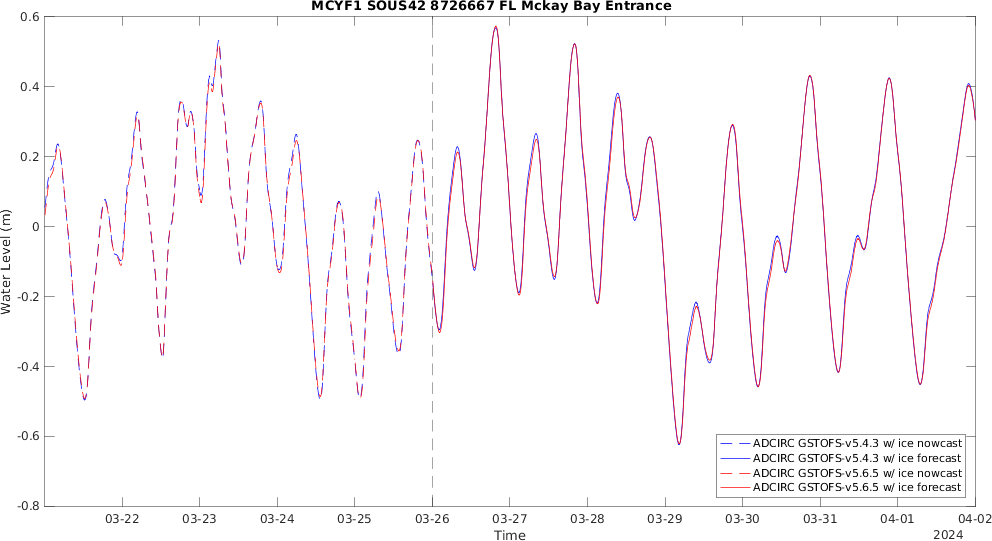 MCYF1 SOUS42 8726667 FL Mckay Bay Entrance
0.6
0.4
0.2
0
-0.2
-0.4
-0.6
-0.8
Water Level (m)
ADCIRC GSTOFS-v5.4.3 w/ ice nowcast
ADCIRC GSTOFS-v5.4.3 w/ ice forecast
ADCIRC GSTOFS-v5.6.5 w/ ice nowcast
ADCIRC GSTOFS-v5.6.5 w/ ice forecast
03-22 03-23 03-24 03-25 03-26 03-27 03-28 03-29 03-30 03-31 04-01 04-02
Time
2024